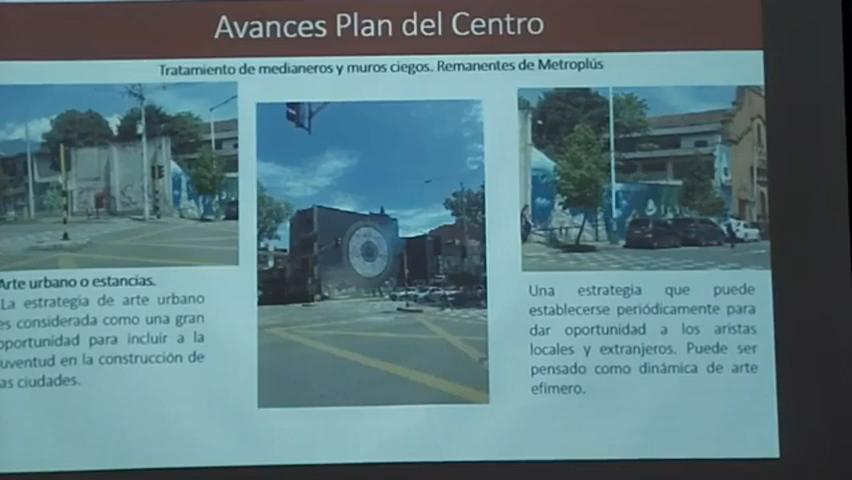 Avances Plan del Centro
Tratamiento de medianeros y muros ciegos. Remanentes de Metroplús
Arte urbano o estancias.
La estrategia de arte urbano
es considerada como una gran
oportunidad para incluir a la
juventud en la construcción de
las ciudades.
Una estrategia que puede
establecerse periódicamente para
dar oportunidad a los aristas
locales y extranjeros. Puede ser
pensado como dinámica de arte
efimero.